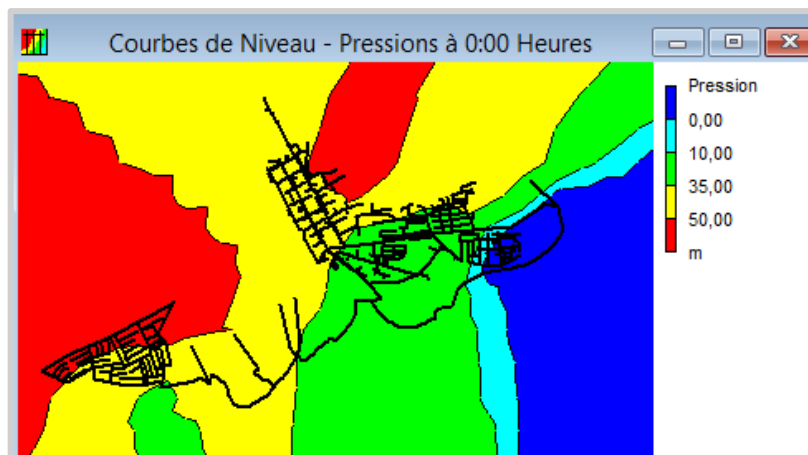 Courbes de Niveau - Pressions à 0:00 Heures
Pression
0,00
10,00
35,00
50,00
m